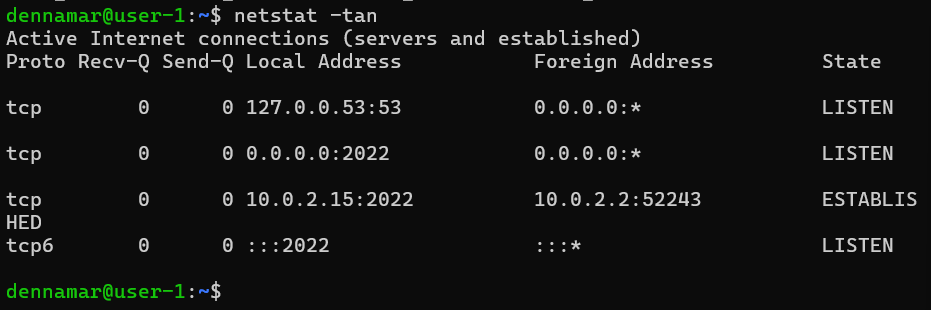 dennamar@user-1:~$ netstat -tan
Active Internet connections (servers and established)
Proto Recv-Q Send-Q Local Address           Foreign Address         State
tcp        0      0 127.0.0.53:53           0.0.0.0:*               LISTEN
tcp        0      0 0.0.0.0:2022            0.0.0.0:*               LISTEN
tcp        0      0 10.0.2.15:2022          10.0.2.2:52243          ESTABLIS
HED
tcp6       0      0 :::2022                 :::*                    LISTEN
dennamar@user-1:~$